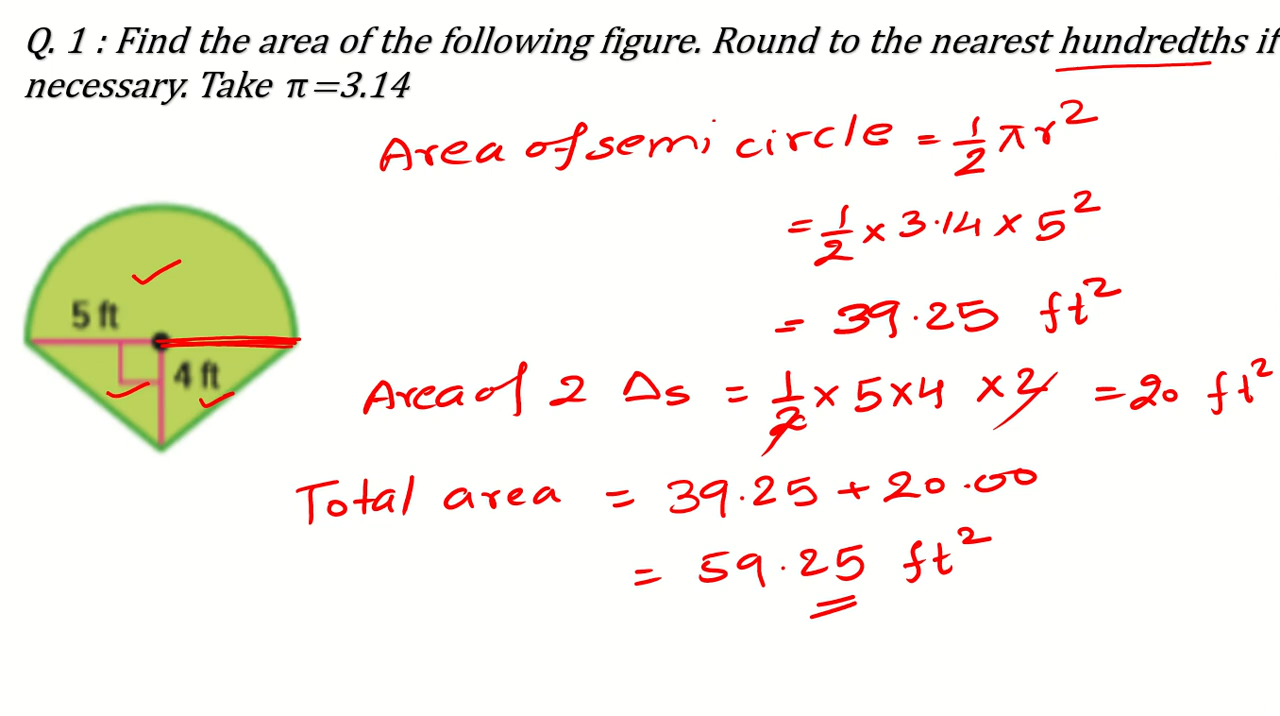 Q. 1 : Find the area of the following figure. Round to the nearest hundredths if
necessary. Take π=3.14
Area of semi circle = 1/2 πr²
= 1/2 × 3.14 × 5²
= 39.25 ft²
5 ft
4 ft
Area of 2 Δs = 1/2 × 5×4 ×2 = 20 ft²
Total area = 39.25 + 20.00
= 59.25 ft²